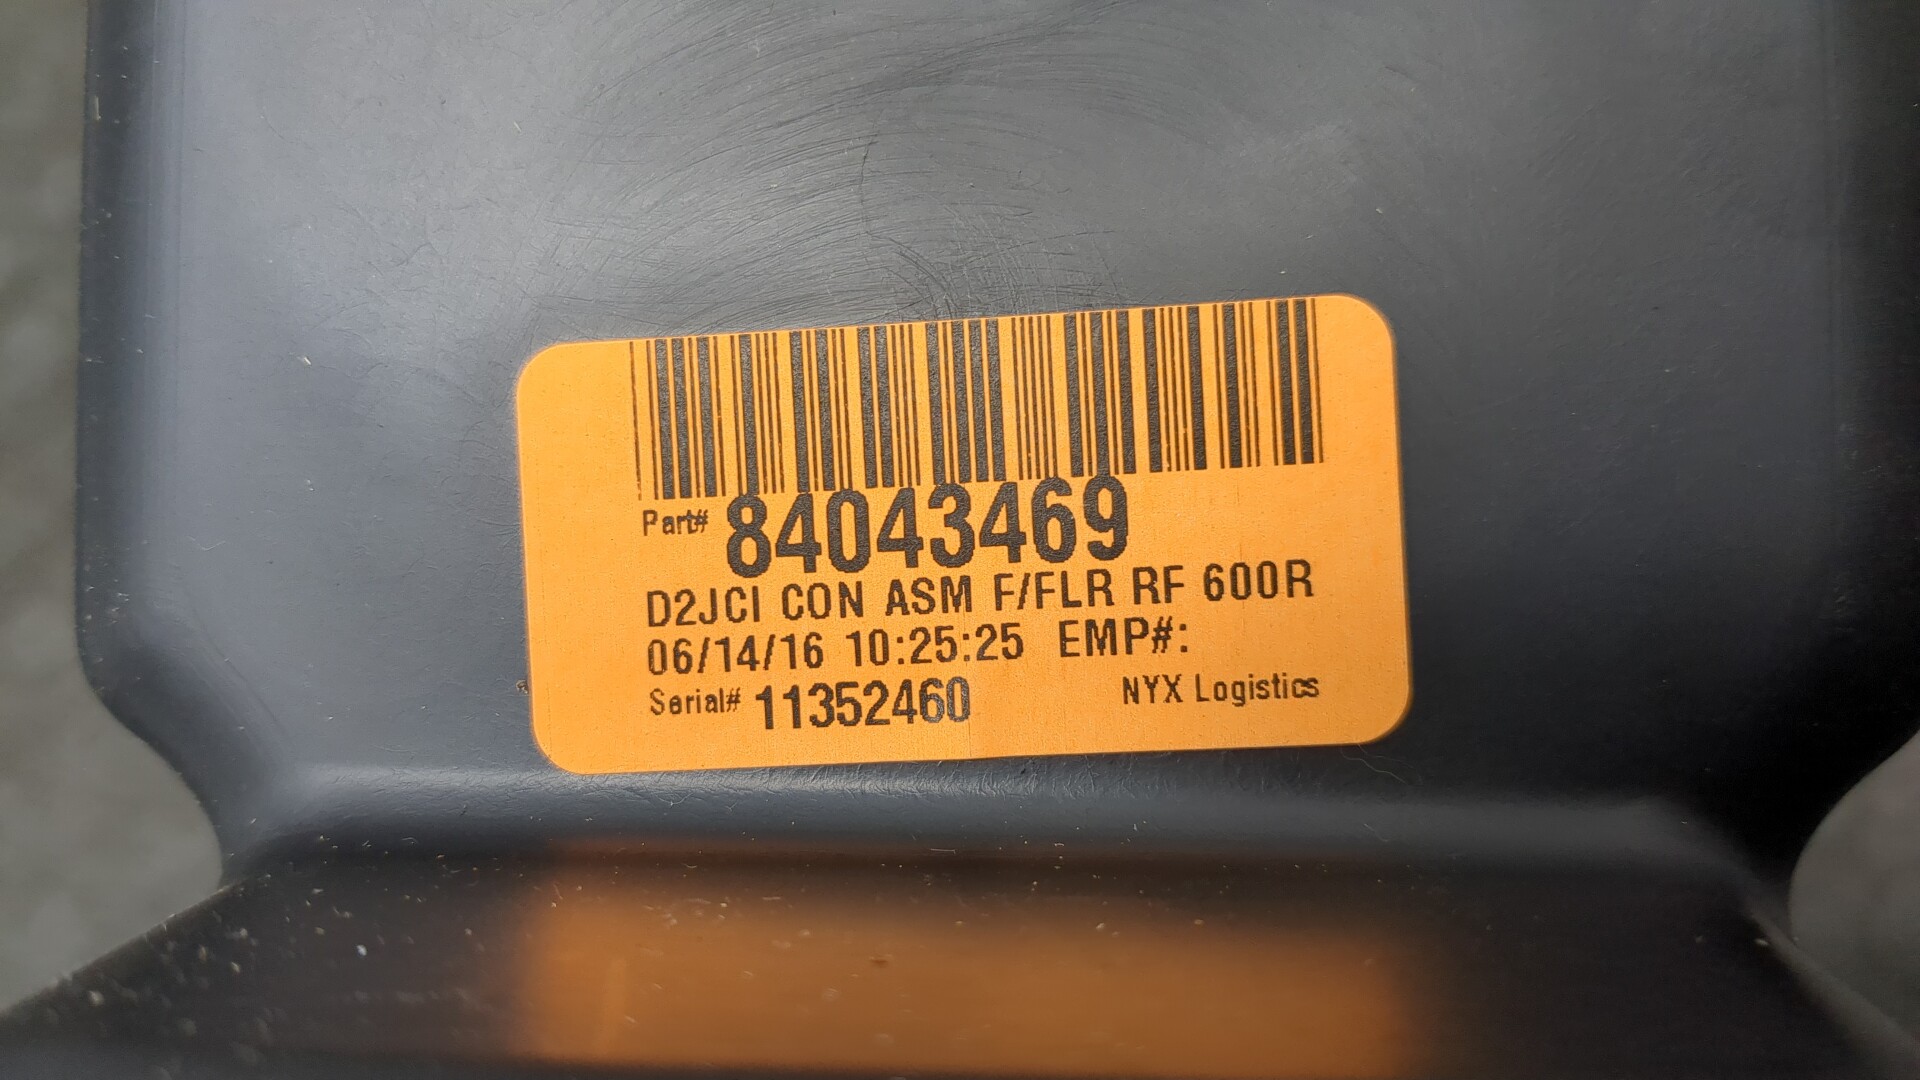 Part# 84043469
D2JCI CON ASM F/FLR RF 600R
06/14/16 10:25:25 EMP#:
Serial# 11352460 NYX Logistics